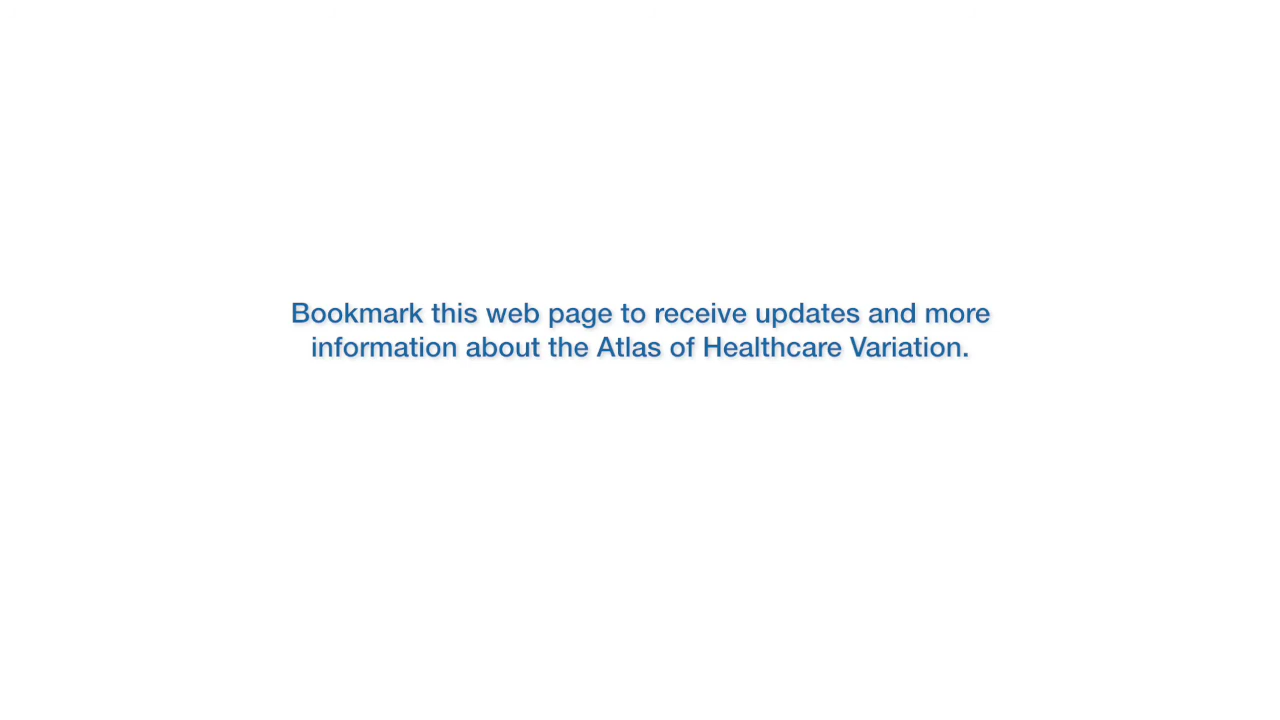 Bookmark this web page to receive updates and more
information about the Atlas of Healthcare Variation.